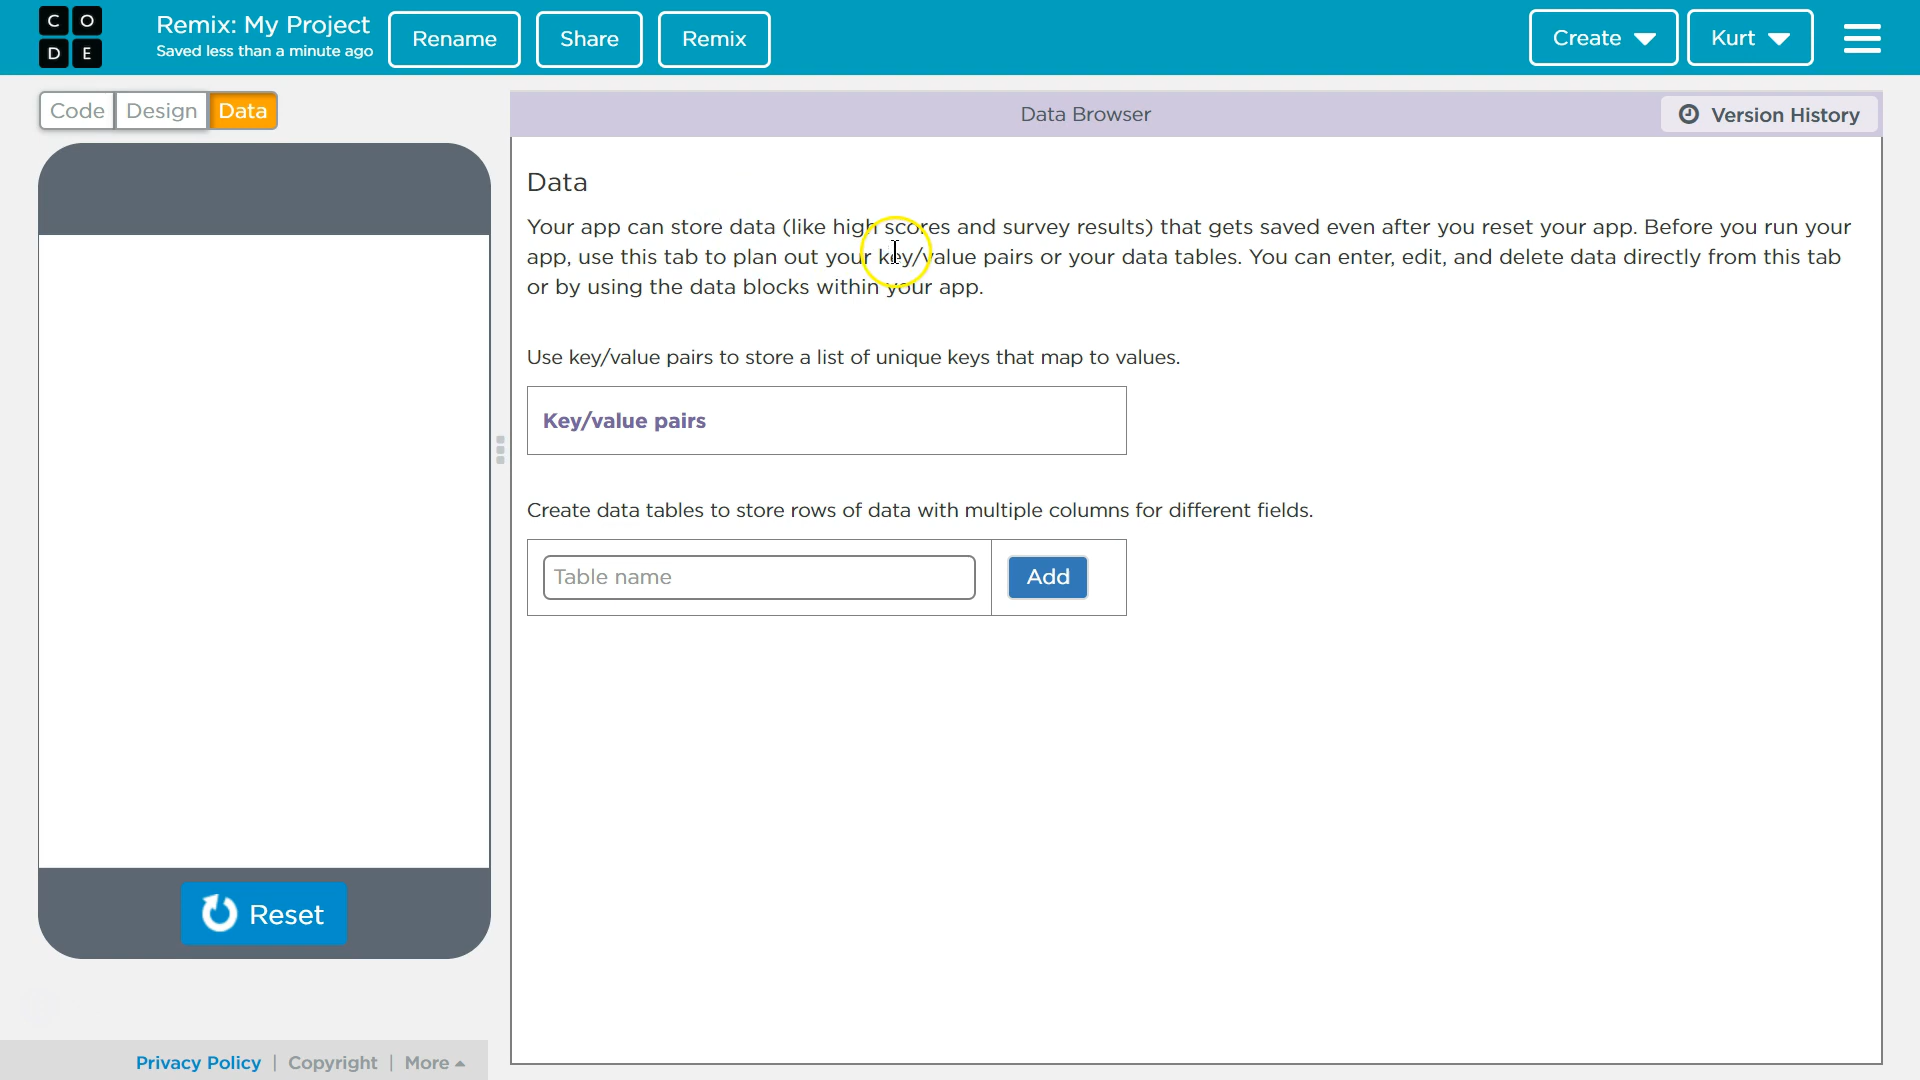 C O
D E
Remix: My Project
Saved less than a minute ago
Rename
Share
Remix
Create
Kurt
Code
Design
Data
Data Browser
Version History
Data
Your app can store data (like high scores and survey results) that gets saved even after you reset your app. Before you run your
app, use this tab to plan out your key/value pairs or your data tables. You can enter, edit, and delete data directly from this tab
or by using the data blocks within your app.
Use key/value pairs to store a list of unique keys that map to values.
Key/value pairs
Create data tables to store rows of data with multiple columns for different fields.
Table name
Add
Reset
Privacy Policy | Copyright | More